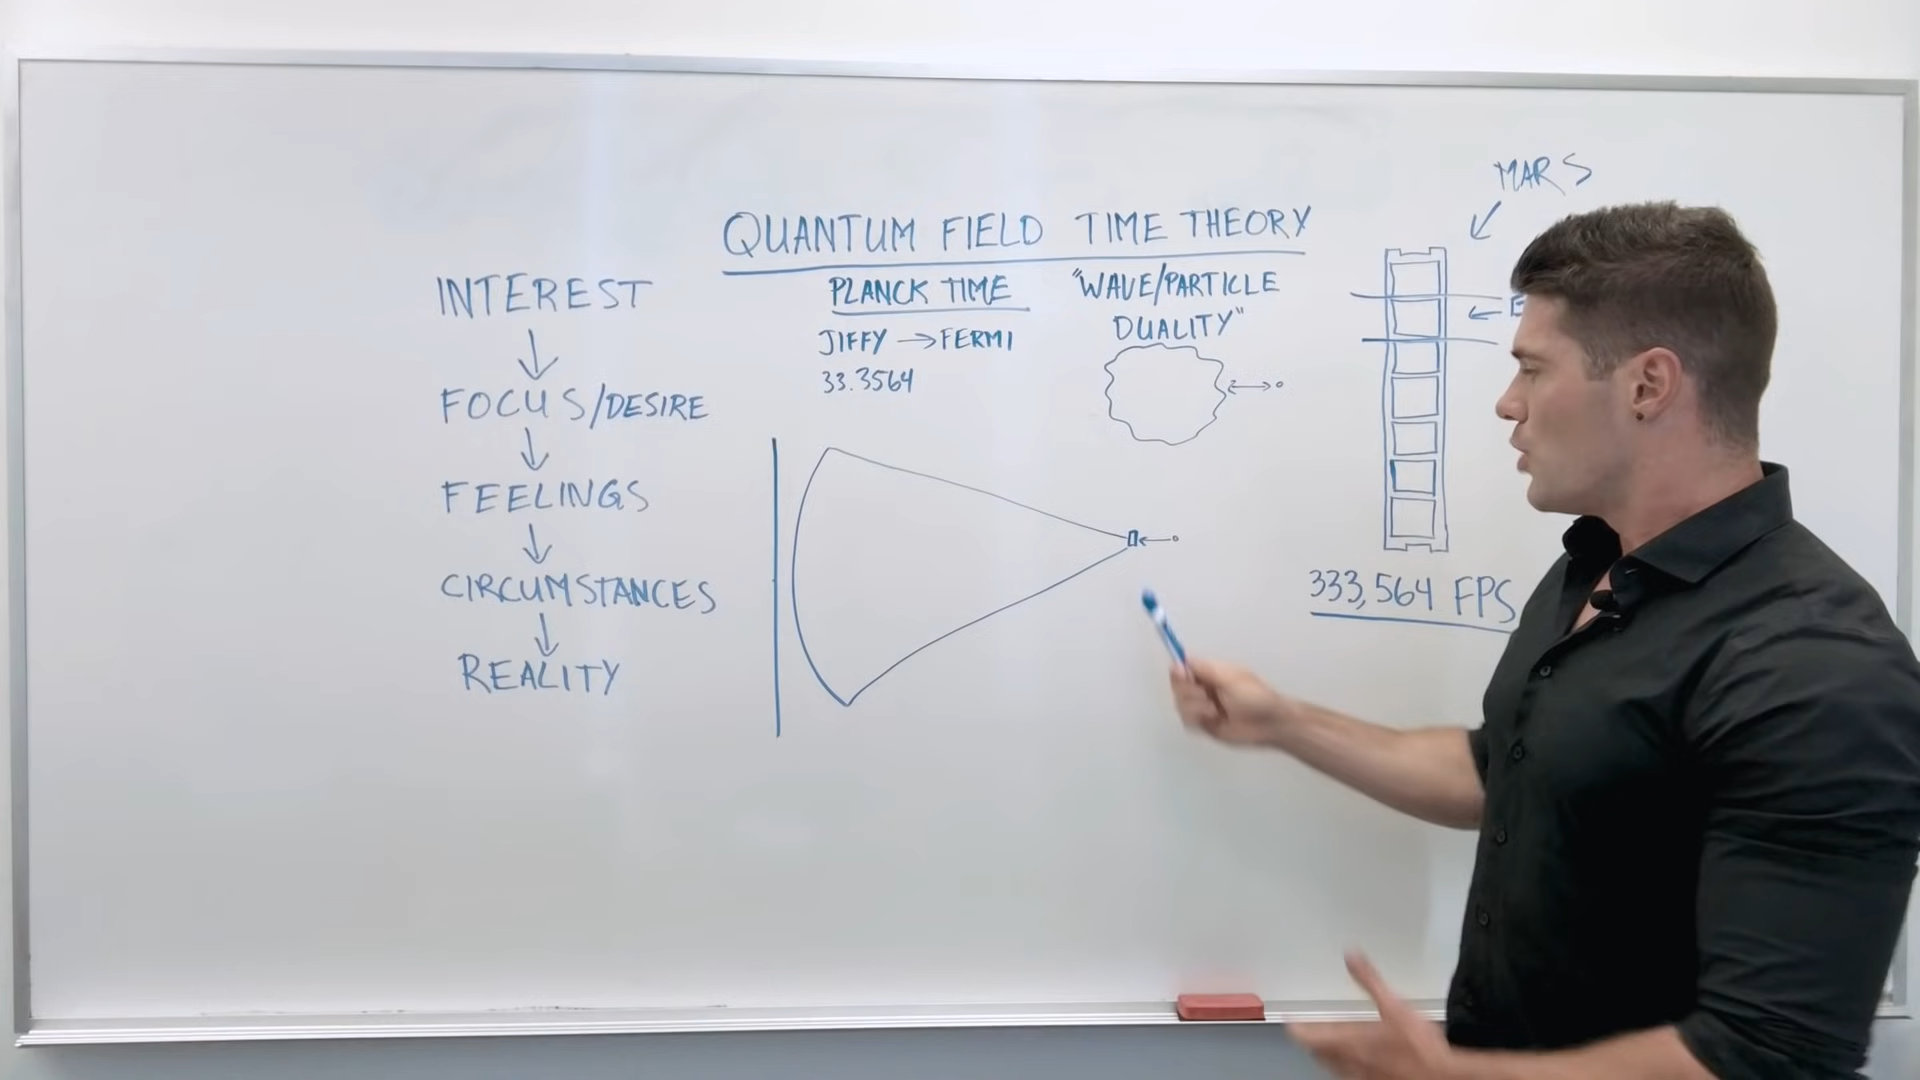 QUANTUM FIELD TIME THEORY
INTEREST
FOCUS/DESIRE
FEELINGS
CIRCUMSTANCES
REALITY
PLANCK TIME
JIFFY → FERMI
33.3564
"WAVE/PARTICLE
DUALITY"
MARS
333,564 FPS